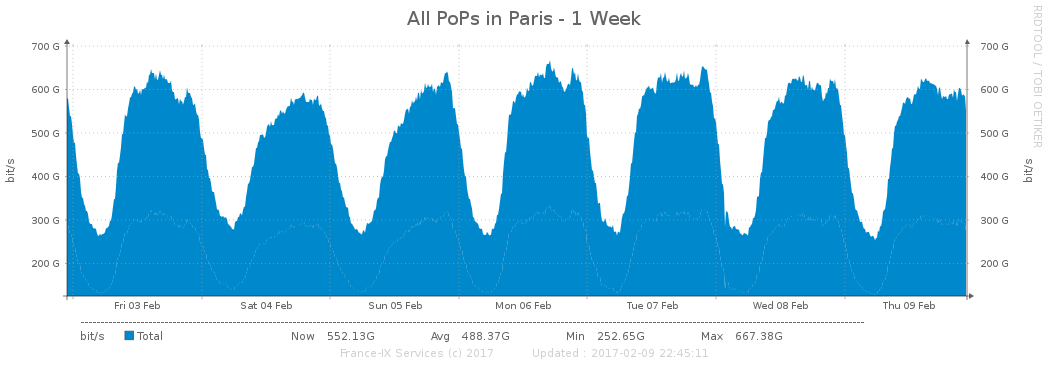 All PoPs in Paris - 1 Week
RRDTOOL / TOBI OETIKER
700 G 700 G
600 G 600 G
500 G 500 G
400 G 400 G
300 G 300 G
200 G 200 G
bit/s bit/s
Fri 03 Feb Sat 04 Feb Sun 05 Feb Mon 06 Feb Tue 07 Feb Wed 08 Feb Thu 09 Feb
bit/s Total Now 552.13G Avg 488.37G Min 252.65G Max 667.38G
France-IX Services (c) 2017 Updated : 2017-02-09 22:45:11